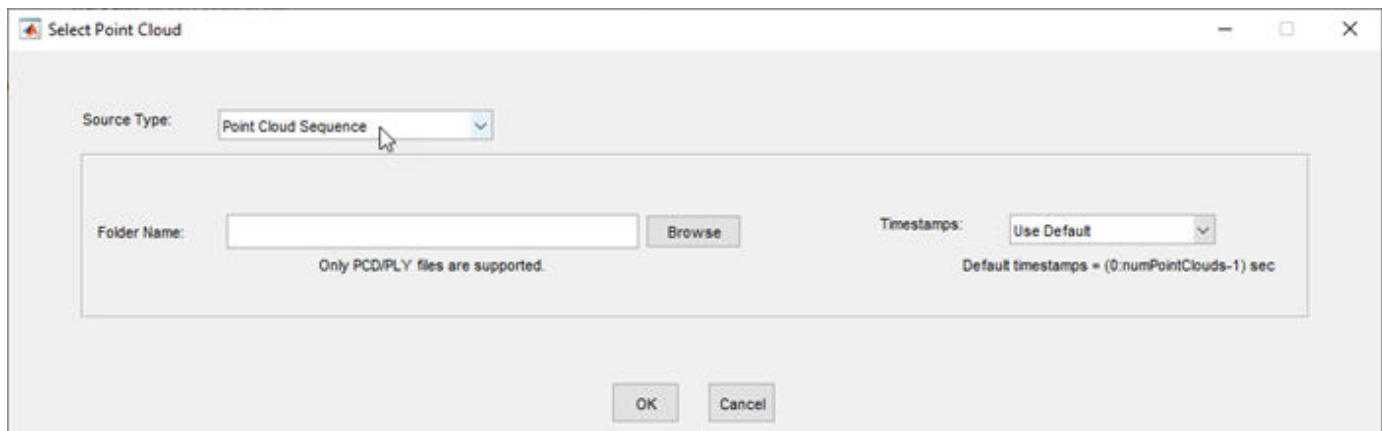 Select Point Cloud
Source Type: Point Cloud Sequence
Folder Name: Browse Timestamps: Use Default
Only PCD/PLY files are supported. Default timestamps = (0:numPointClouds-1) sec
OK Cancel